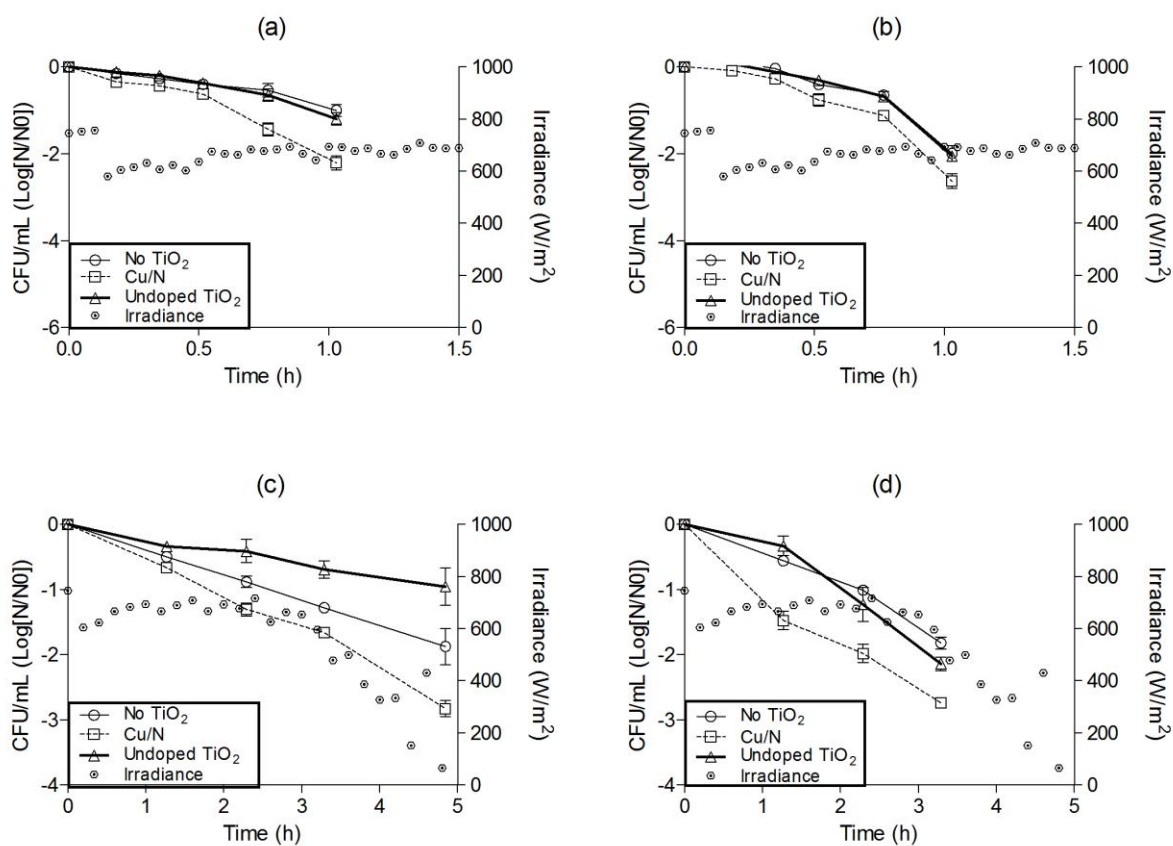 (a)
0
-2
-4
-6
CFU/mL (Log[N/N0])
1000
800
600
400
200
0
Irradiance (W/m²)
No TiO₂
Cu/N
Undoped TiO₂
Irradiance
0.0 0.5 1.0 1.5
Time (h)
(b)
0
-2
-4
-6
CFU/mL (Log[N/N0])
1000
800
600
400
200
0
Irradiance (W/m²)
No TiO₂
Cu/N
Undoped TiO₂
Irradiance
0.0 0.5 1.0 1.5
Time (h)
(c)
0
-1
-2
-3
-4
CFU/mL (Log[N/N0])
1000
800
600
400
200
0
Irradiance (W/m²)
No TiO₂
Cu/N
Undoped TiO₂
Irradiance
0 1 2 3 4 5
Time (h)
(d)
0
-1
-2
-3
-4
CFU/mL (Log[N/N0])
1000
800
600
400
200
0
Irradiance (W/m²)
No TiO₂
Cu/N
Undoped TiO₂
Irradiance
0 1 2 3 4 5
Time (h)